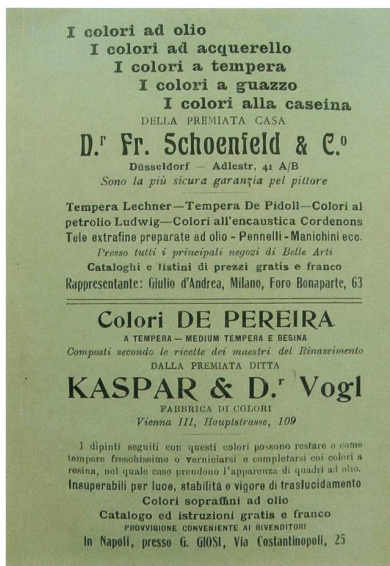 I colori ad olio
I colori ad acquerello
I colori a tempera
I colori a guazzo
I colori alla caseina
DELLA PREMIATA CASA
D.r Fr. Schoenfeld & C.o
Düsseldorf — Adlestr, 41 A/B
Sono la più sicura garanzia pel pittore
Tempera Lechner—Tempera De Pidoll—Colori al
petrolio Ludwig—Colori all'encaustica Cordenons
Tele extrafine preparate ad olio - Pennelli - Manichini ecc.
Presso tutti i principali negozi di Belle Arti
Cataghi e listini di prezzi gratis e franco
Rappresentante: Giulio d'Andrea, Milano, Foro Bonaparte, 63
Colori DE PEREIRA
A TEMPERA — MEDIUM TEMPERA E RESINA
Composti secondo le ricette dei maestri del Rinascimento
DALLA PREMIATA DITTA
KASPAR & D.r Vogl
FABBRICA DI COLORI
Vienna III, Hauptstrasse, 109
I dipinti seguiti con questi colori possono restare o come
tempere freschissimo o verniciarsi o completarsi coi colori a
resina, nel quale caso prendono l'apparenza di quadri ad olio.
Insuperabili per luce, stabilità e vigore di traslucidamento
Colori sopraffini ad olio
Catalogo ed istruzioni gratis e franco
PROVVIGIONE CONVENIENTE AI RIVENDITORI
In Napoli, presso G. GIOSI, Via Costantinopoli, 25